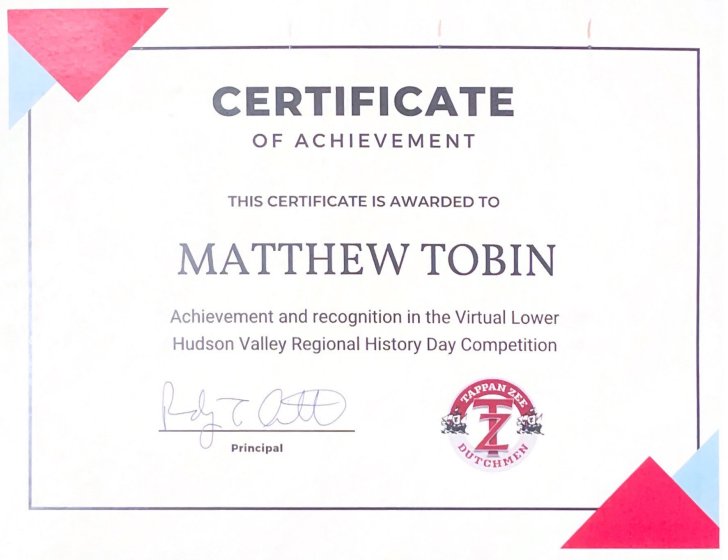 CERTIFICATE
OF ACHIEVEMENT
THIS CERTIFICATE IS AWARDED TO
MATTHEW TOBIN
Achievement and recognition in the Virtual Lower
Hudson Valley Regional History Day Competition
Principal
TAPPAN ZEE
TZ
DUTCHMEN